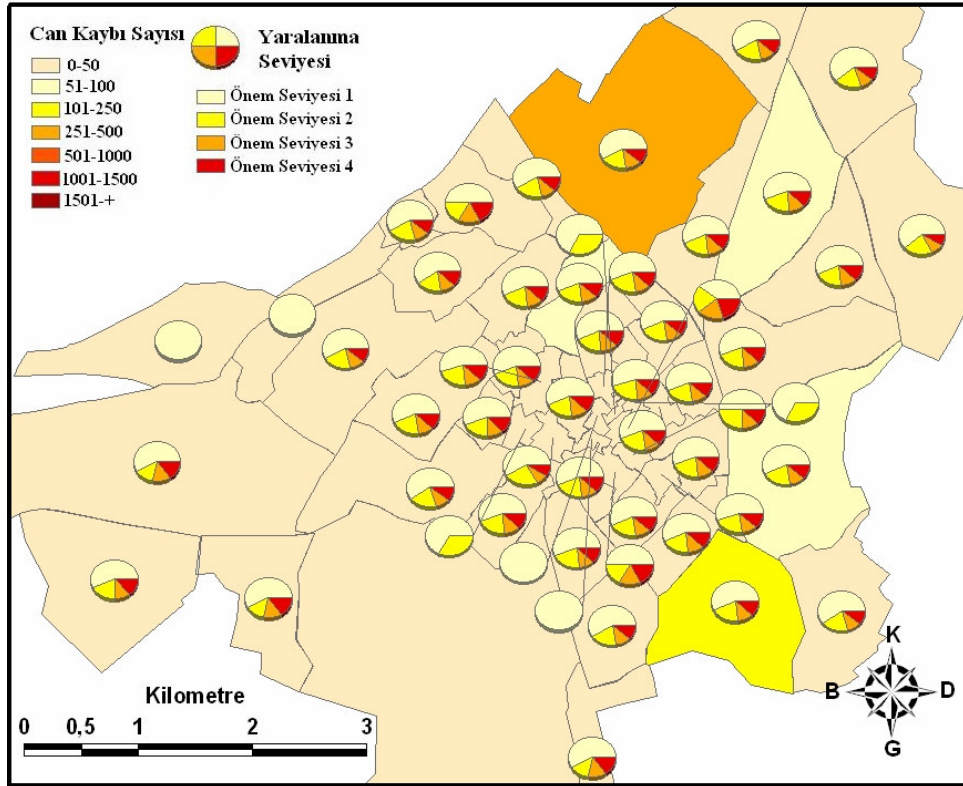 Can Kaybı Sayısı
0-50
51-100
101-250
251-500
501-1000
1001-1500
1501-+
Yaralanma
Seviyesi
Önem Seviyesi 1
Önem Seviyesi 2
Önem Seviyesi 3
Önem Seviyesi 4
Kilometre
0 0,5 1 2 3
K
B D
G